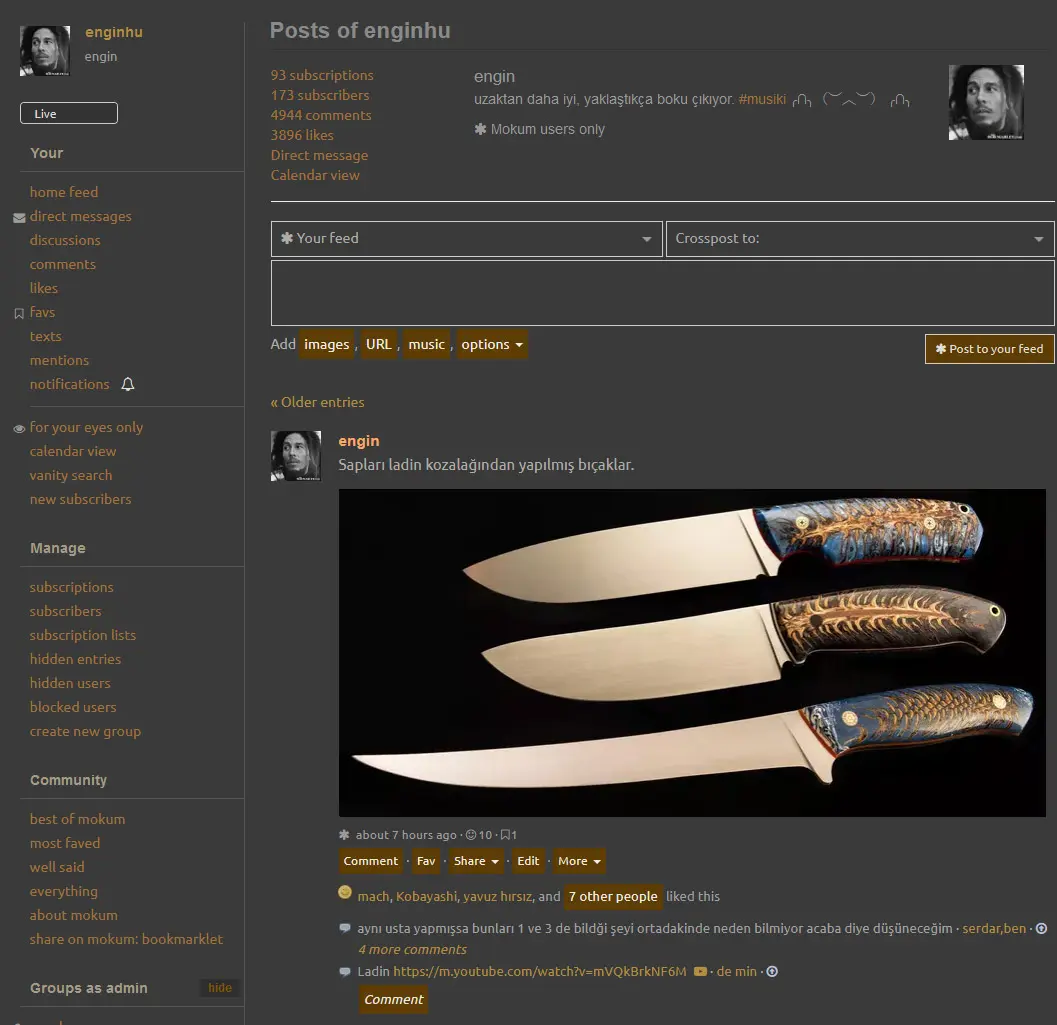 enginhu
engin
Live
Your
home feed
direct messages
discussions
comments
likes
favs
texts
mentions
notifications
for your eyes only
calendar view
vanity search
new subscribers
Manage
subscriptions
subscribers
subscription lists
hidden entries
hidden users
blocked users
create new group
Community
best of mokum
most faved
well said
everything
about mokum
share on mokum: bookmarklet
Groups as admin hide
Posts of enginhu
93 subscriptions
173 subscribers
4944 comments
3896 likes
Direct message
Calendar view
engin
uzaktan daha iyi, yaklaştıkça boku çıkıyor. #musiki
✱ Mokum users only
✱ Your feed
Crosspost to:
Add images , URL , music , options
✱ Post to your feed
« Older entries
engin
Sapları ladin kozalağından yapılmış bıçaklar.
✱ about 7 hours ago · 10 · 1
Comment · Fav · Share · Edit · More
mach, Kobayashi, yavuz hırsız, and 7 other people liked this
aynı usta yapmışsa bunları 1 ve 3 de bildği şeyi ortadakinde neden bilmiyor acaba diye düşüneceğim · serdar,ben ·
4 more comments
Ladin https://m.youtube.com/watch?v=mVQkBrkNF6M · de min ·
Comment